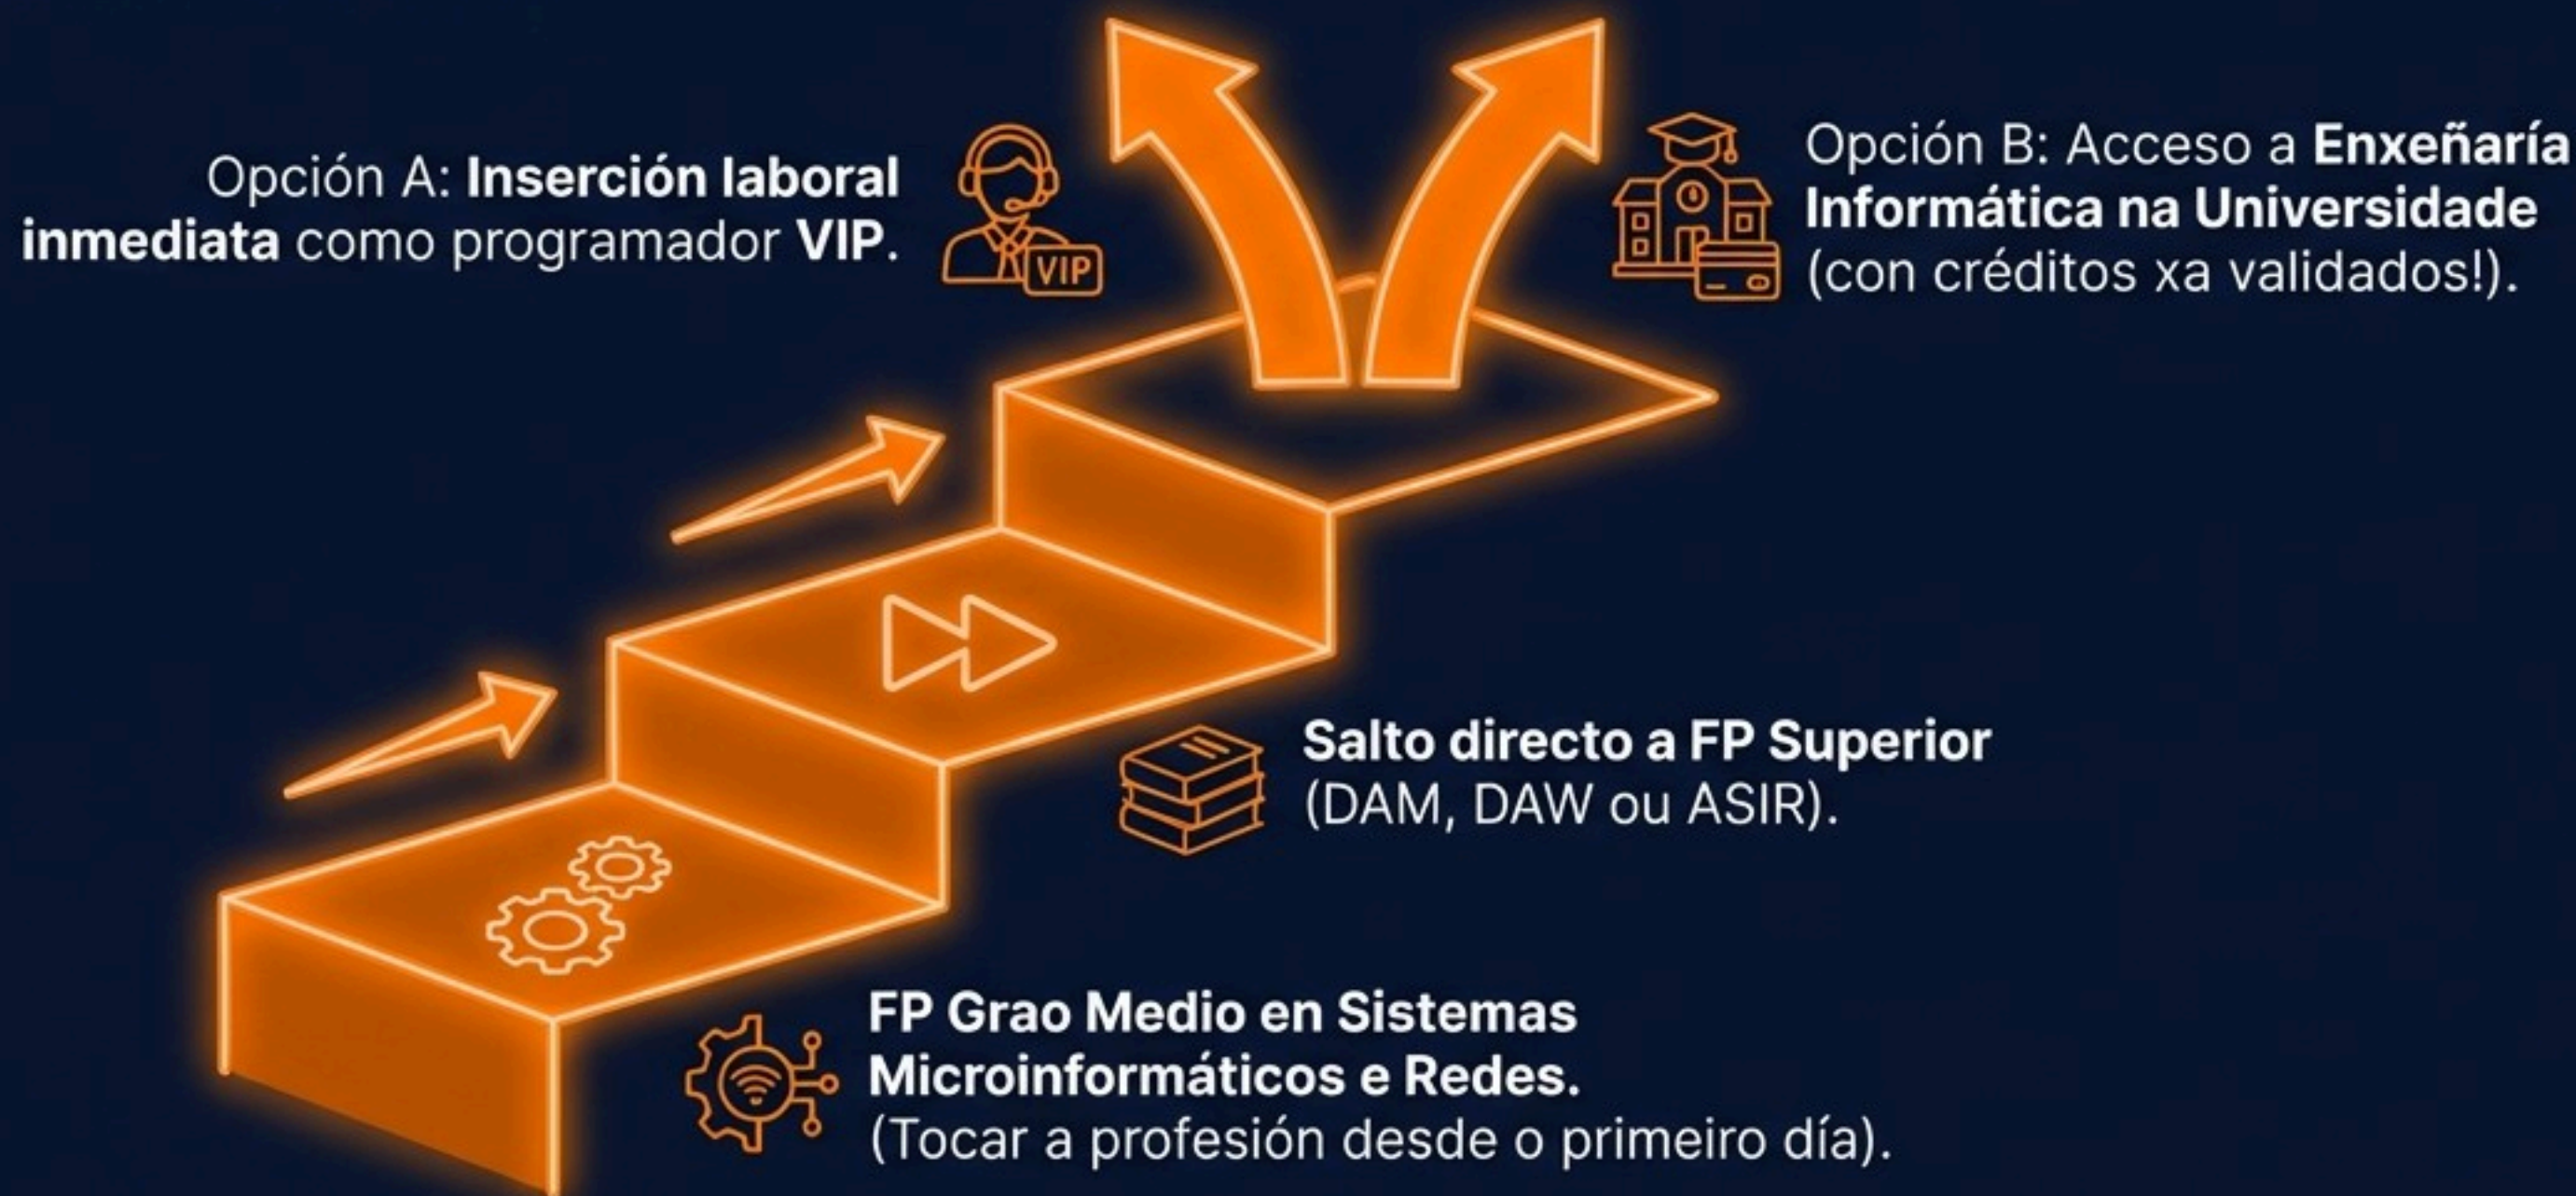 Opción A: Inserción laboral
inmediata como programador VIP.
VIP
Opción B: Acceso a Enxeñaría
Informática na Universidade
(con créditos xa validados!).
Salto directo a FP Superior
(DAM, DAW ou ASIR).
FP Grao Medio en Sistemas
Microinformáticos e Redes.
(Tocar a profesión desde o primeiro día).